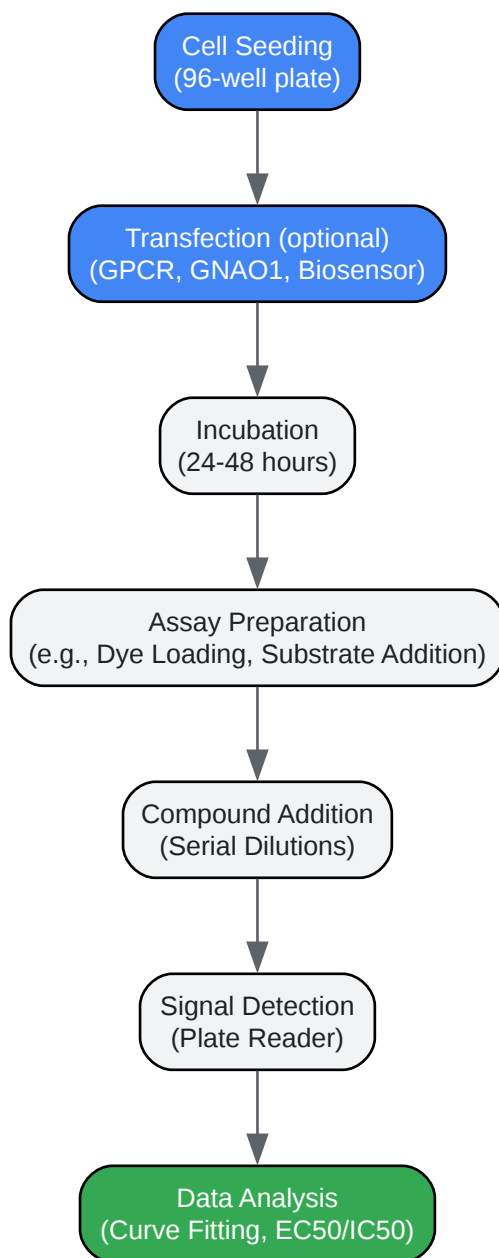 Cell Seeding
(96-well plate)
Transfection (optional)
(GPCR, GNAO1, Biosensor)
Incubation
(24-48 hours)
Assay Preparation
(e.g., Dye Loading, Substrate Addition)
Compound Addition
(Serial Dilutions)
Signal Detection
(Plate Reader)
Data Analysis
(Curve Fitting, EC50/IC50)